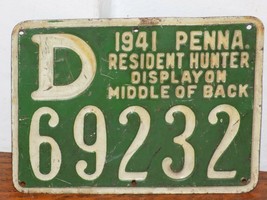 D
1941 PENNA.
RESIDENT HUNTER
DISPLAY ON
MIDDLE OF BACK
69232